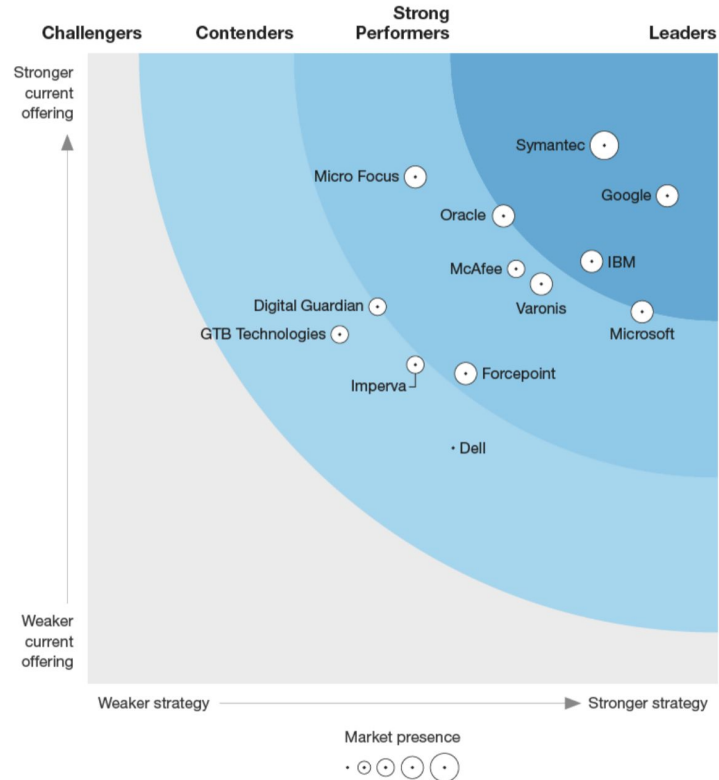 Challengers
Contenders
Strong
Performers
Leaders
Stronger
current
offering
Symantec
Micro Focus
Google
Oracle
McAfee
IBM
Varonis
Digital Guardian
Microsoft
GTB Technologies
Imperva
Forcepoint
Dell
Weaker
current
offering
Weaker strategy
Stronger strategy
Market presence